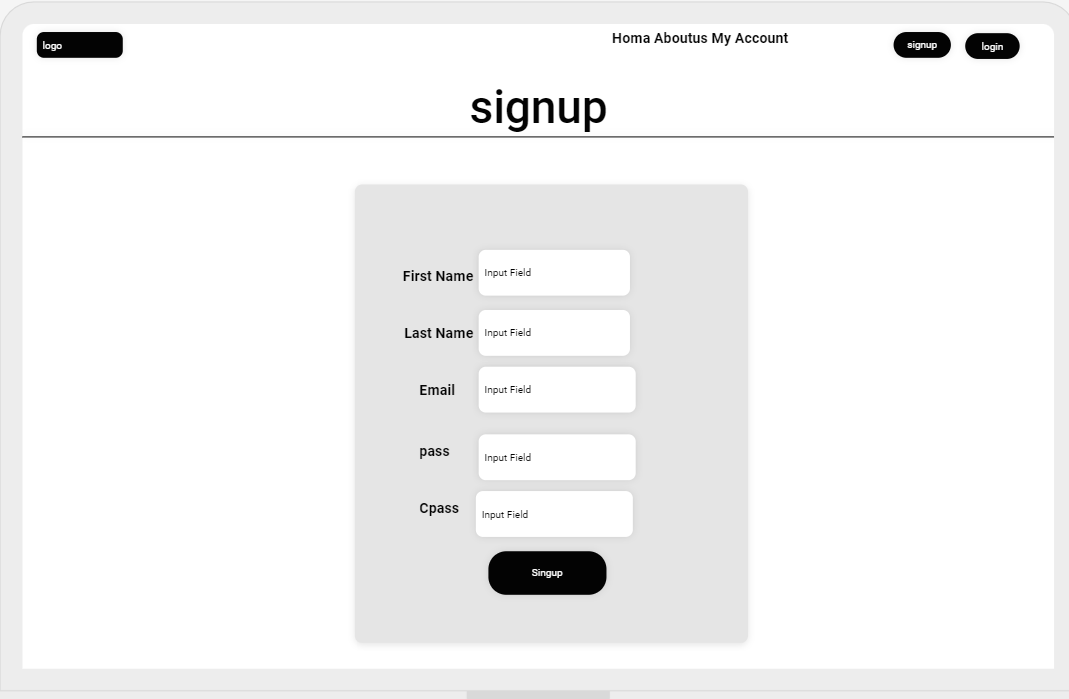 logo
Homa Aboutus My Account
signup
login
signup
First Name
Input Field
Last Name
Input Field
Email
Input Field
pass
Input Field
Cpass
Input Field
Singup